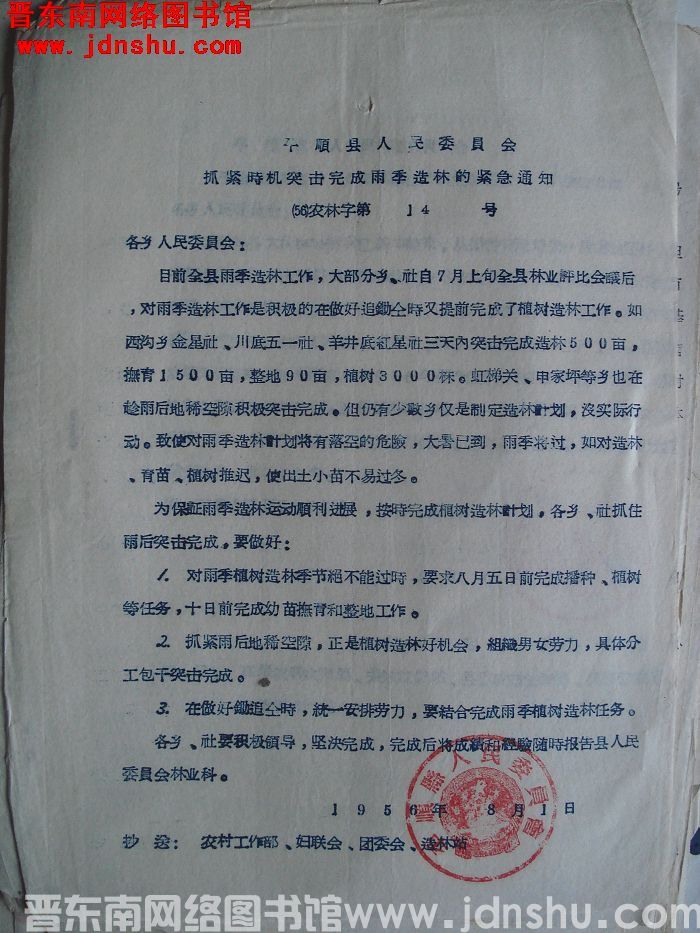 晋东南网络图书馆
www.jdnshu.com
平順县人民委員会
抓紧時机突击完成雨季造林的紧急通知
(56)农林字第 14 号
各乡人民委員会：
目前全县雨季造林工作，大部分乡、社自7月上旬全县林业評比会議后
，对雨季造林工作是积极的在做好追鋤仝時又提前完成了植树造林工作。如
西沟乡金星社、川底五一社、羊井底紅星社三天內突击完成造林500亩，
撫育1500亩，整地90亩，植树3000株。虹梯关、申家坪等乡也在
趁雨后地稀空隙积极突击完成。但仍有少数乡仅是制定造林計划，沒实际行
动。致使对雨季造林計划將有落空的危險，大暑已到，雨季將过，如对造林
、育苗、植树推迟，使出土小苗不易过冬。
为保証雨季造林运动順利进展，按時完成植树造林計划，各乡、社抓住
雨后突击完成，要做好：
1. 对雨季植树造林季节絕不能过時，要求八月五日前完成播种、植树
等任务，十日前完成幼苗撫育和整地工作。
2. 抓紧雨后地稀空隙，正是植树造林好机会，組織男女劳力，具体分
工包干突击完成。
3. 在做好鋤追仝時，統一安排劳力，要結合完成雨季植树造林任务。
各乡、社要积极領导，坚决完成，完成后將成績和經驗随時报告县人民
委員会林业科。
1956年8月1日
平順縣人民委員會
抄送：农村工作部、妇联会、团委会、造林站
晋东南网络图书馆www.jdnshu.com